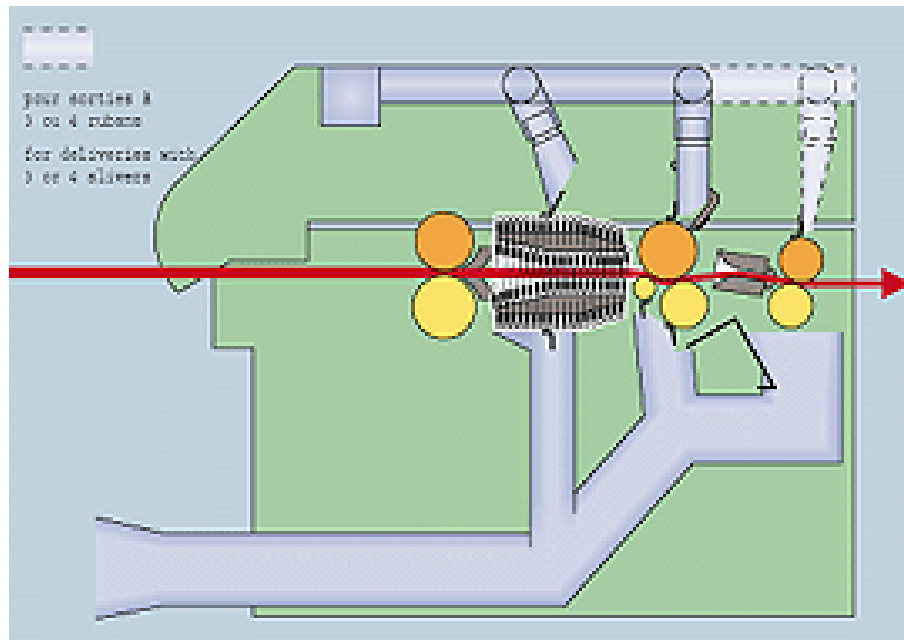 pour sorties à
3 ou 4 rubans
for deliveries with
3 or 4 slivers